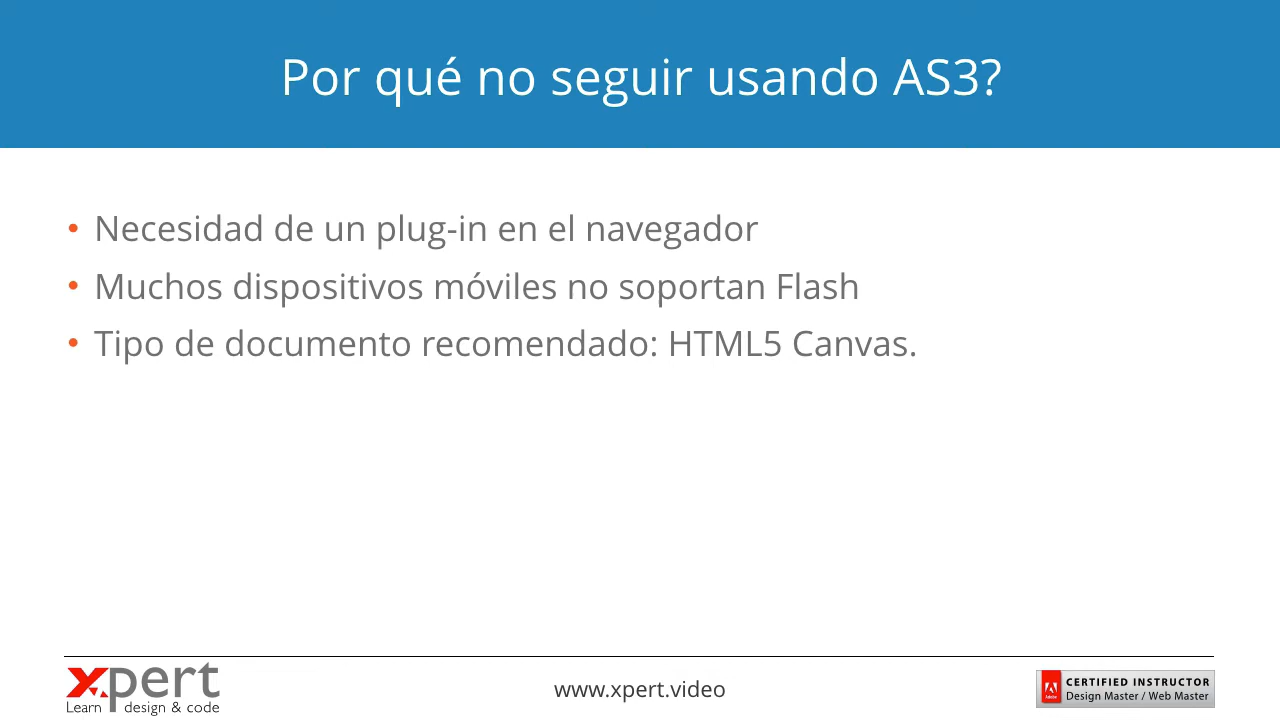 Por qué no seguir usando AS3?
• Necesidad de un plug-in en el navegador
• Muchos dispositivos móviles no soportan Flash
• Tipo de documento recomendado: HTML5 Canvas.
xpert
Learn design & code
www.xpert.video
Adobe
CERTIFIED INSTRUCTOR
Design Master / Web Master